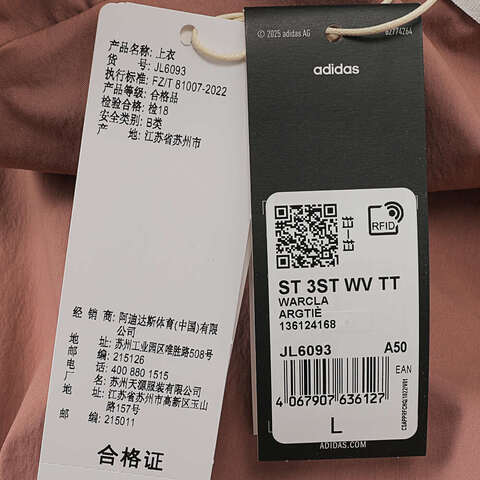 产品名称: 上衣
货 号: JL6093
执行标准: FZ/T 81007-2022
产品等级: 合格品
检验合格: 检18
安全类别: B类
产 地: 江苏省苏州市
经 销 商: 阿迪达斯体育(中国)有限
公司
地 址: 苏州工业园区唯胜路508号
邮 编: 215126
电 话: 400 880 1515
厂 名: 苏州天源服装有限公司
地 址: 江苏省苏州市高新区玉山
路157号
邮 编: 215011
合格证
© 2025 adidas AG
adidas
RFID
ST 3ST WV TT
WARCLA
ARGTIE
136124168
JL6093 A50
EAN
4 067907 636127
L
ADIDAS.COM